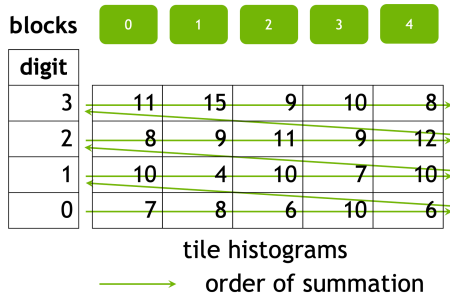 blocks 0 1 2 3 4
digit
3 11 15 9 10 8
2 8 9 11 9 12
1 10 4 10 7 10
0 7 8 6 10 6
tile histograms
order of summation